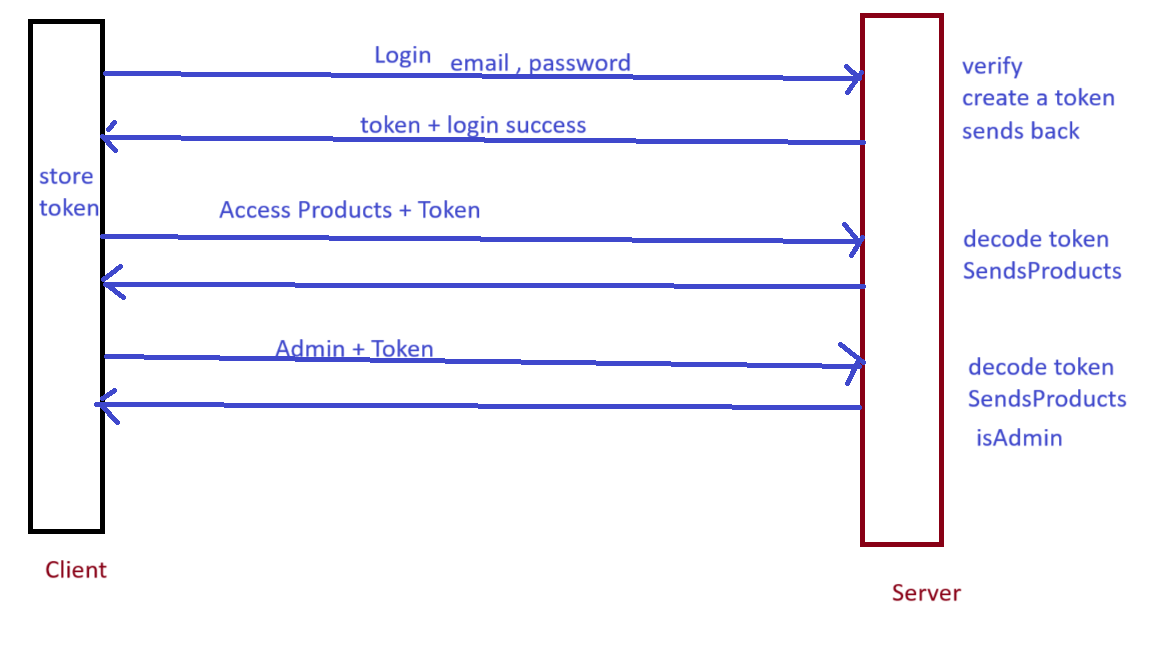 Login email , password
verify
create a token
sends back
token + login success
store
token
Access Products + Token
decode token
SendsProducts
Admin + Token
decode token
SendsProducts
isAdmin
Client
Server